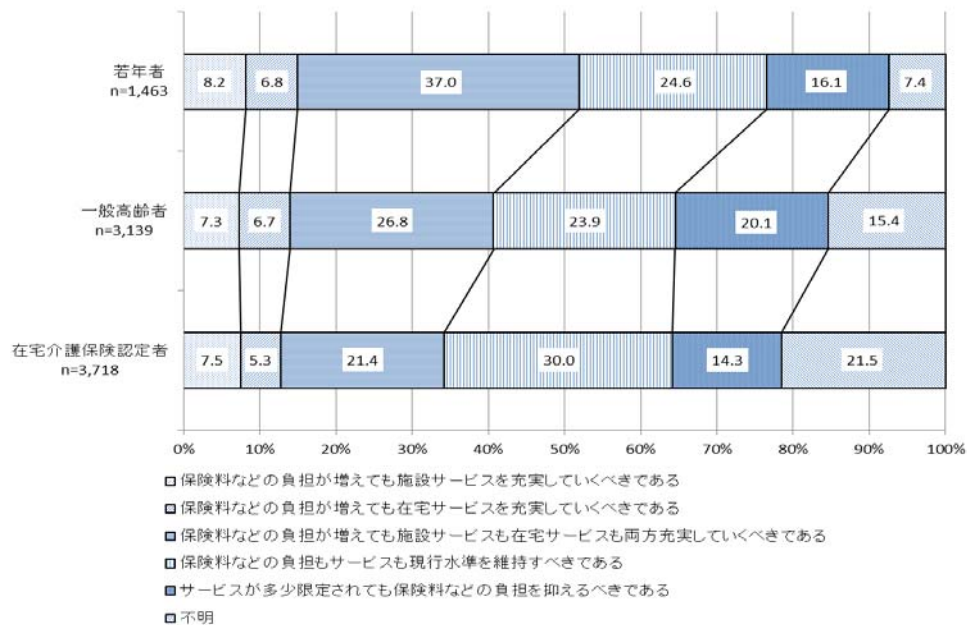 若年者
n=1,463
8.2 6.8 37.0 24.6 16.1 7.4
一般高齢者
n=3,139
7.3 6.7 26.8 23.9 20.1 15.4
在宅介護保険認定者
n=3,718
7.5 5.3 21.4 30.0 14.3 21.5
0% 10% 20% 30% 40% 50% 60% 70% 80% 90% 100%
保険料などの負担が増えても施設サービスを充実していくべきである
保険料などの負担が増えても在宅サービスを充実していくべきである
保険料などの負担が増えても施設サービスも在宅サービスも両方充実していくべきである
保険料などの負担もサービスも現行水準を維持すべきである
サービスが多少限定されても保険料などの負担を抑えるべきである
不明